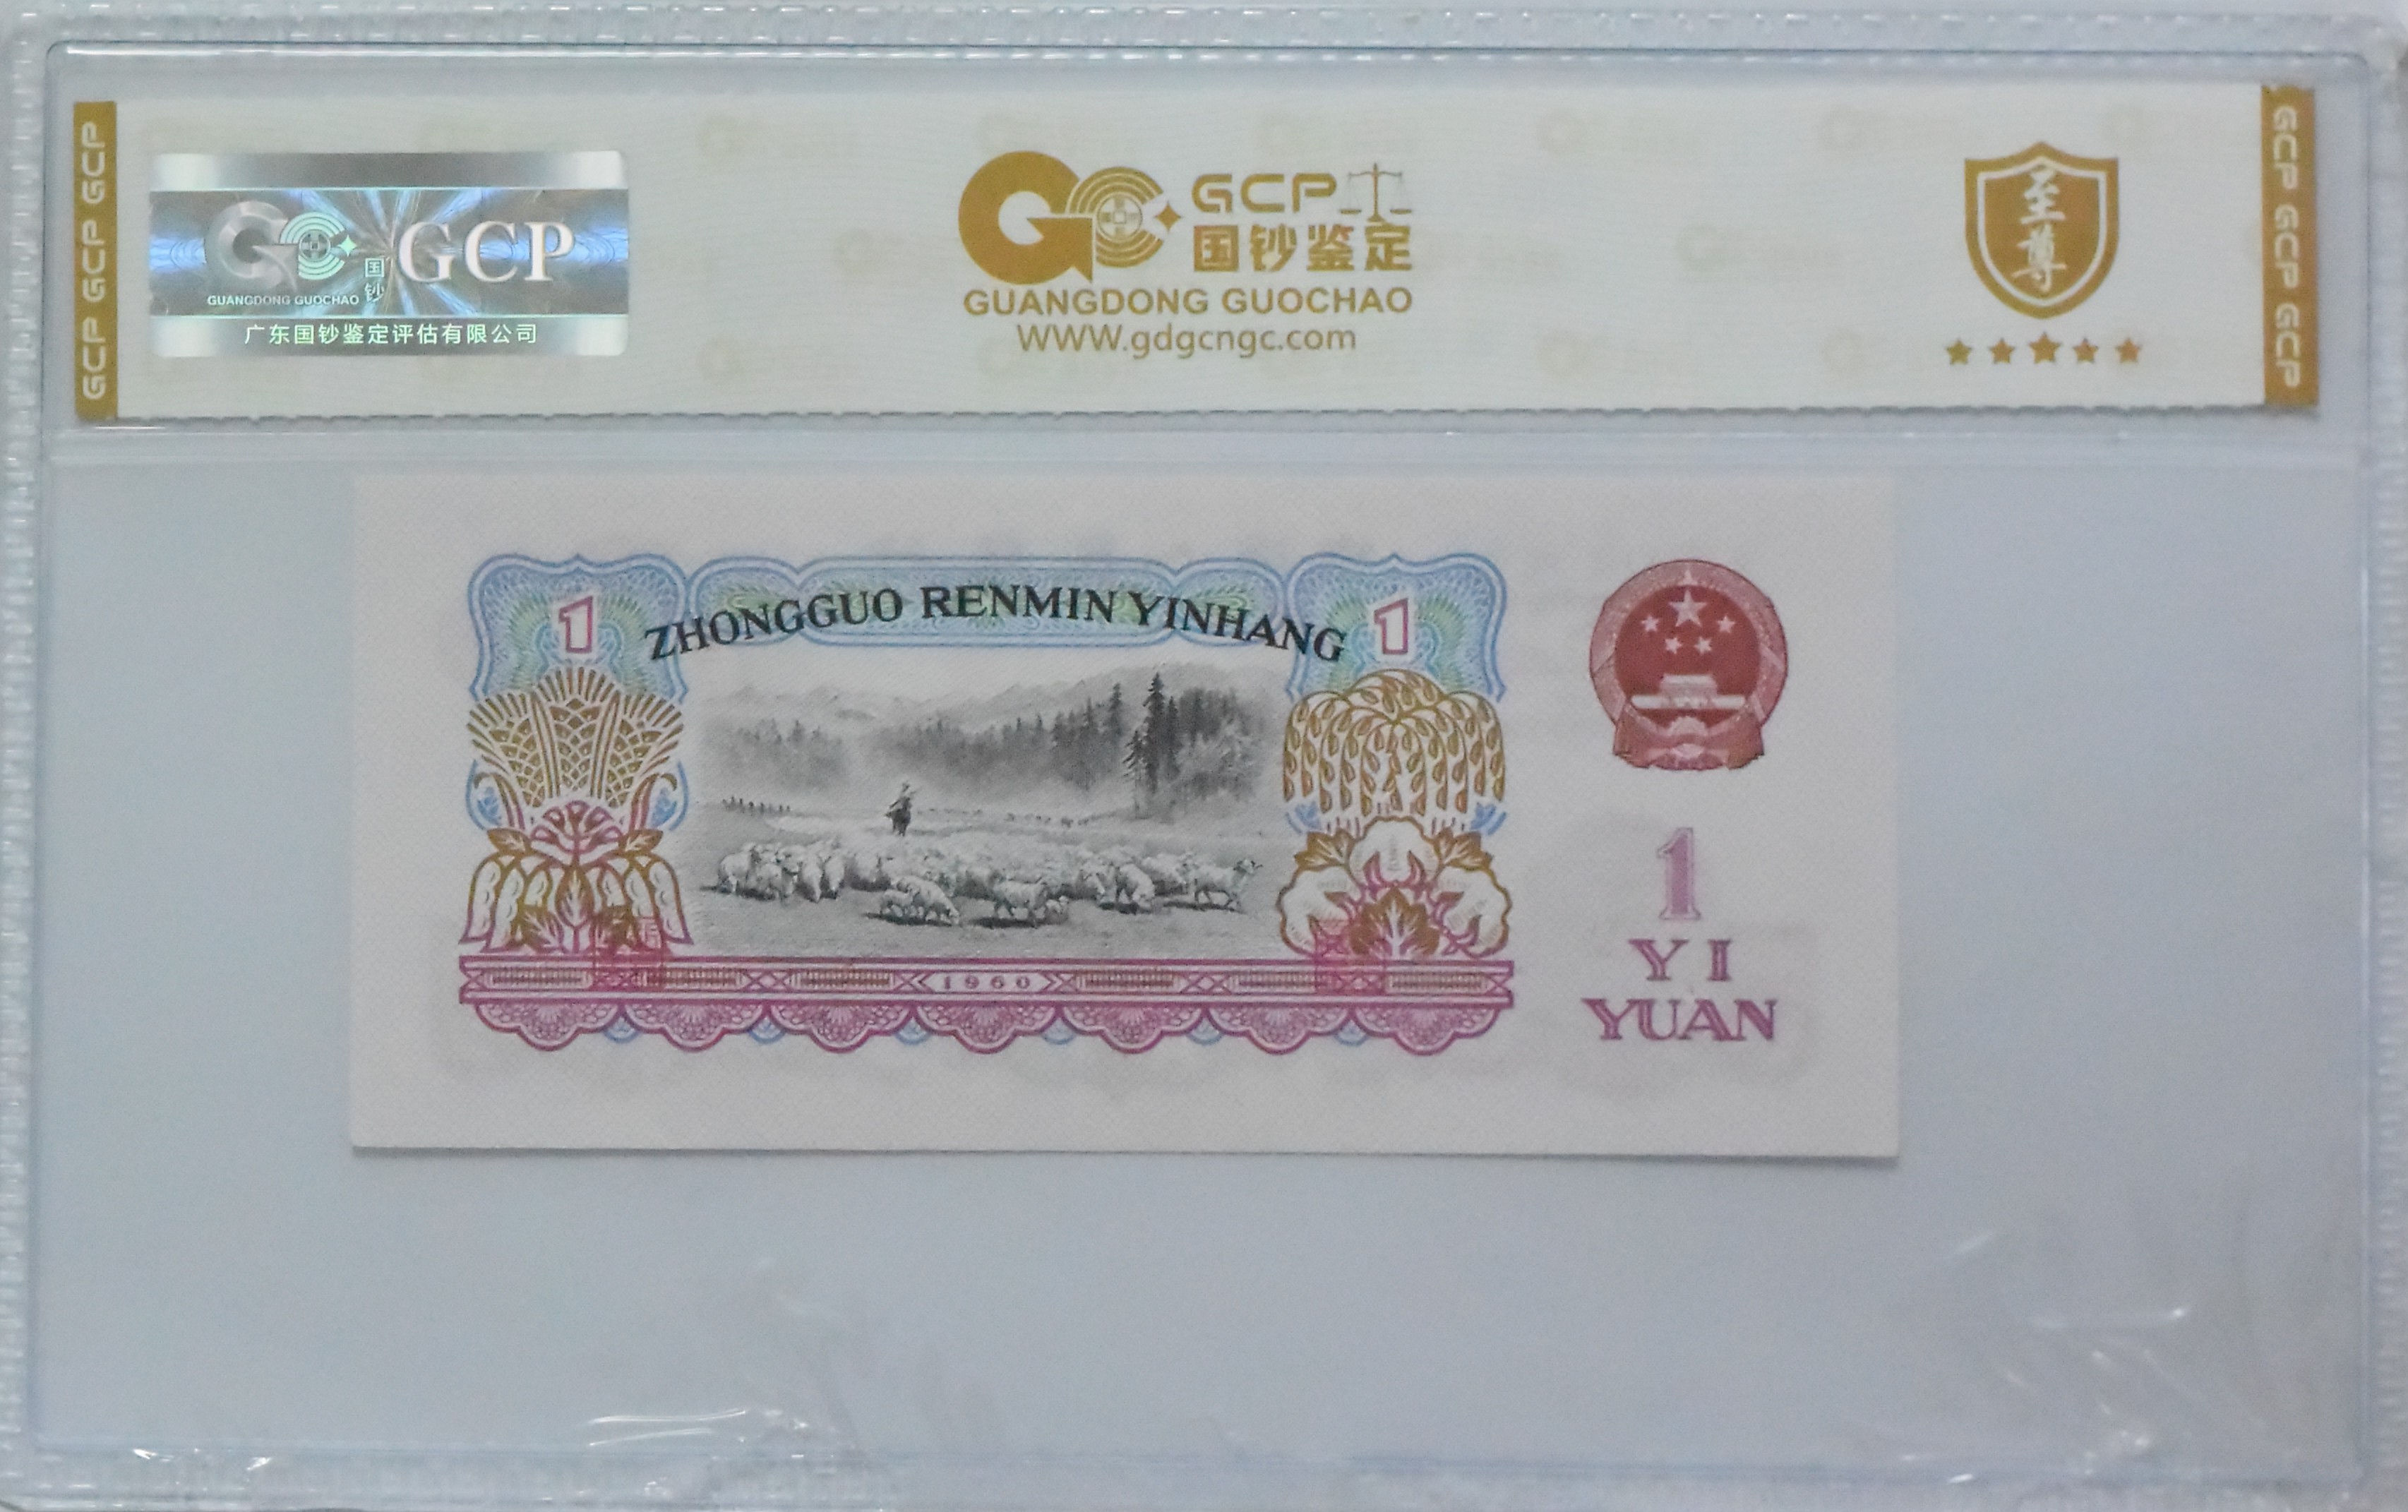 GCP GCP GCP
国钞
GCP
GUANGDONG GUOCHAO
广东国钞鉴定评估有限公司
GCP
国钞鉴定
GUANGDONG GUOCHAO
WWW.gdgcngc.com
至尊
GCP GCP GCP
1
ZHONGGUO RENMIN YINHANG
1
1960
1
YI
YUAN